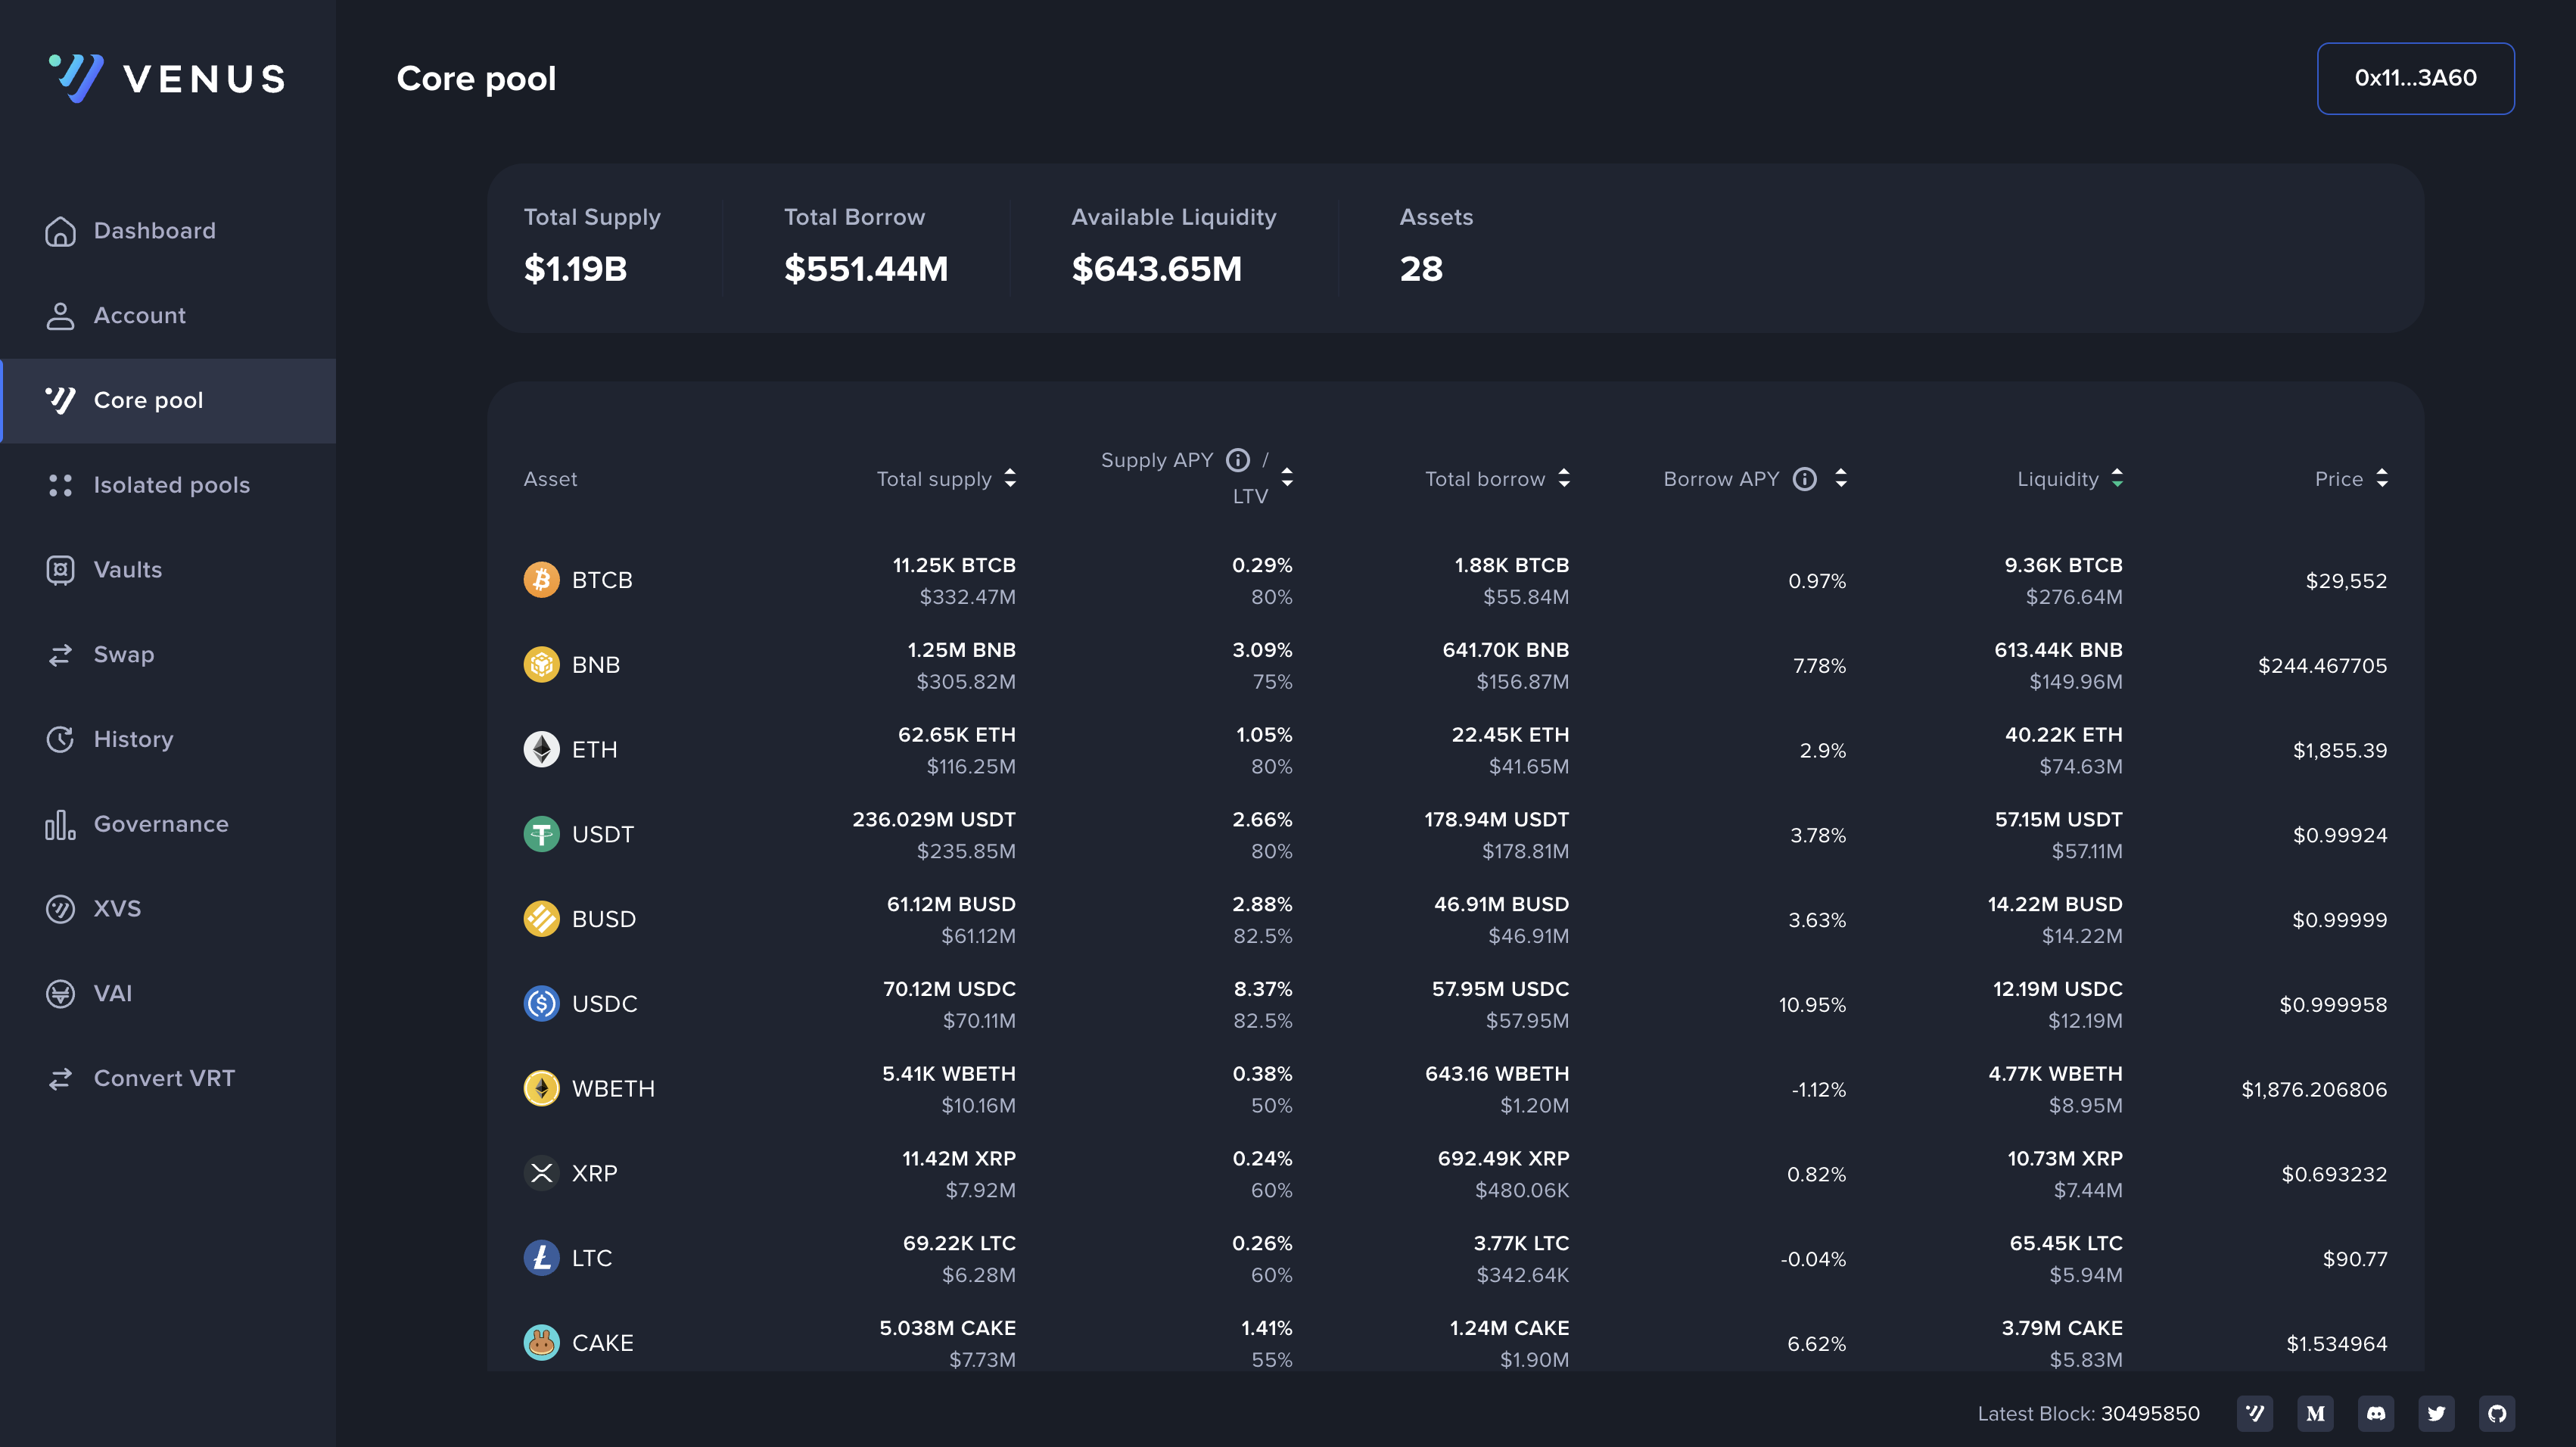 VENUS
Core pool
0x11...3A60
Dashboard
Account
Core pool
Isolated pools
Vaults
Swap
History
Governance
XVS
VAI
Convert VRT
Total Supply Total Borrow Available Liquidity Assets
$1.19B $551.44M $643.65M 28
Asset Total supply Supply APY / LTV Total borrow Borrow APY Liquidity Price
BTCB 11.25K BTCB 0.29% 1.88K BTCB 0.97% 9.36K BTCB $29,552
$332.47M 80% $55.84M $276.64M
BNB 1.25M BNB 3.09% 641.70K BNB 7.78% 613.44K BNB $244.467705
$305.82M 75% $156.87M $149.96M
ETH 62.65K ETH 1.05% 22.45K ETH 2.9% 40.22K ETH $1,855.39
$116.25M 80% $41.65M $74.63M
USDT 236.029M USDT 2.66% 178.94M USDT 3.78% 57.15M USDT $0.99924
$235.85M 80% $178.81M $57.11M
BUSD 61.12M BUSD 2.88% 46.91M BUSD 3.63% 14.22M BUSD $0.99999
$61.12M 82.5% $46.91M $14.22M
USDC 70.12M USDC 8.37% 57.95M USDC 10.95% 12.19M USDC $0.999958
$70.11M 82.5% $57.95M $12.19M
WBETH 5.41K WBETH 0.38% 643.16 WBETH -1.12% 4.77K WBETH $1,876.206806
$10.16M 50% $1.20M $8.95M
XRP 11.42M XRP 0.24% 692.49K XRP 0.82% 10.73M XRP $0.693232
$7.92M 60% $480.06K $7.44M
LTC 69.22K LTC 0.26% 3.77K LTC -0.04% 65.45K LTC $90.77
$6.28M 60% $342.64K $5.94M
CAKE 5.038M CAKE 1.41% 1.24M CAKE 6.62% 3.79M CAKE $1.534964
$7.73M 55% $1.90M $5.83M
Latest Block: 30495850